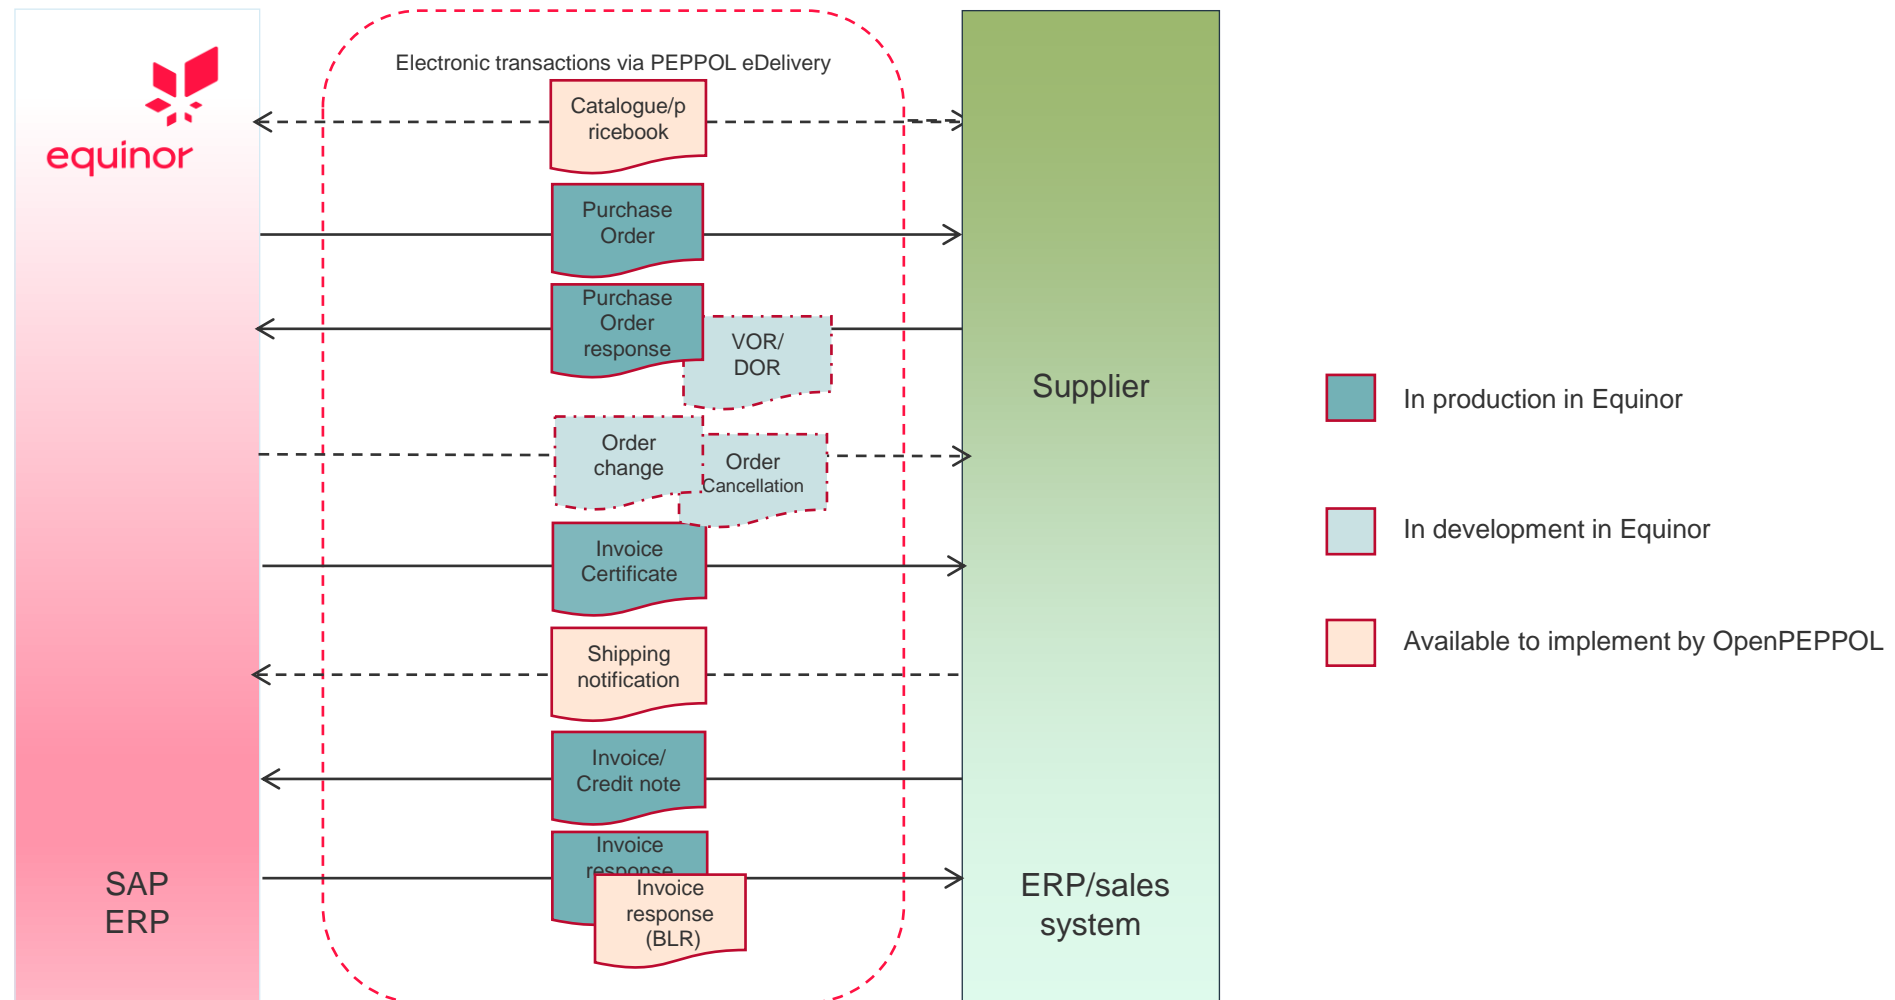 equinor
Electronic transactions via PEPPOL eDelivery
Catalogue/p
ricebook
Purchase
Order
Purchase
Order
response
VOR/
DOR
Order
change
Order
Cancellation
Invoice
Certificate
Shipping
notification
Invoice/
Credit note
Invoice
response
Invoice
response
(BLR)
SAP
ERP
Supplier
ERP/sales
system
In production in Equinor
In development in Equinor
Available to implement by OpenPEPPOL